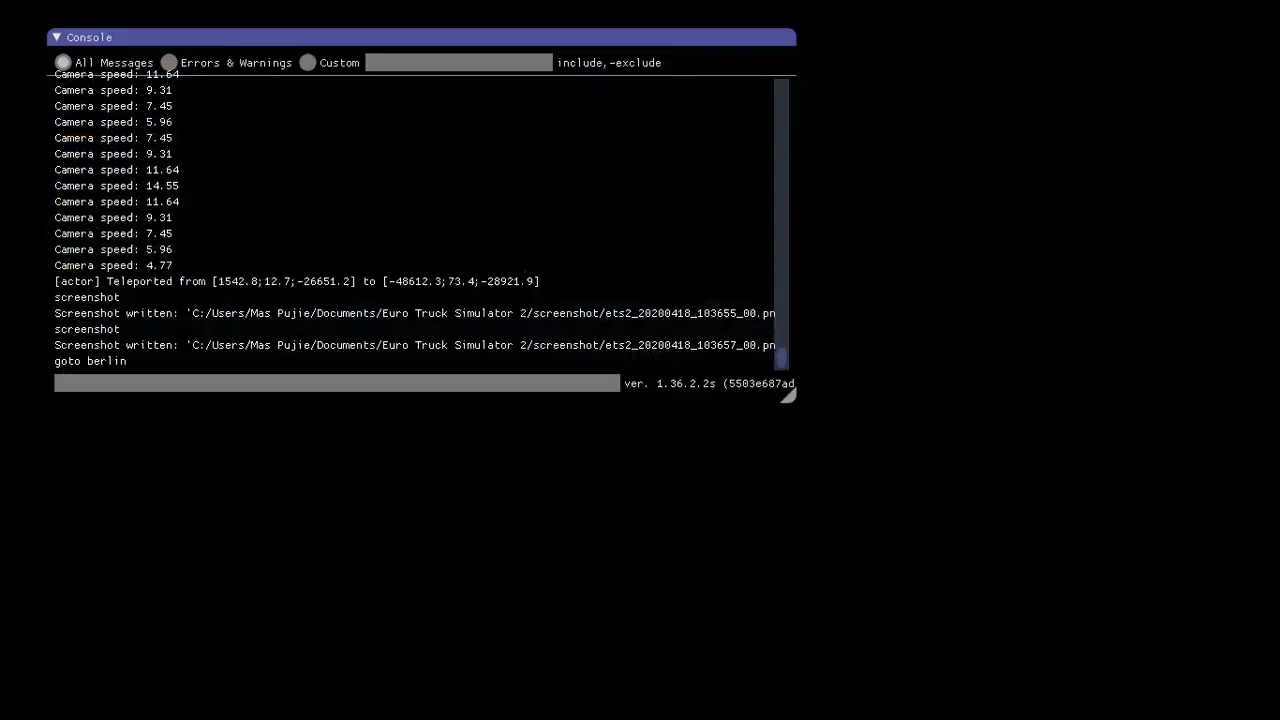 Console
All Messages Errors & Warnings Custom include,-exclude
Camera speed: 11.64
Camera speed: 9.31
Camera speed: 7.45
Camera speed: 5.96
Camera speed: 7.45
Camera speed: 9.31
Camera speed: 11.64
Camera speed: 14.55
Camera speed: 11.64
Camera speed: 9.31
Camera speed: 7.45
Camera speed: 5.96
Camera speed: 4.77
[actor] Teleported from [1542.8;12.7;-26651.2] to [-48612.3;73.4;-28921.9]
screenshot
Screenshot written: 'C:/Users/Mas Pujie/Documents/Euro Truck Simulator 2/screenshot/ets2_20200418_103655_00.pn
screenshot
Screenshot written: 'C:/Users/Mas Pujie/Documents/Euro Truck Simulator 2/screenshot/ets2_20200418_103657_00.pn
goto berlin
ver. 1.36.2.2s (5503e687ad